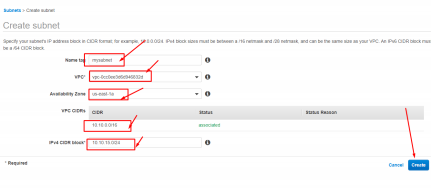 Subnets > Create subnet
Create subnet
Specify your subnet's IP address block in CIDR format; for example, 10.0.0.0/24. IPv4 block sizes must be between a /16 netmask and /28 netmask, and can be the same size as your VPC. An IPv6 CIDR block must
be a /64 CIDR block.
Name tag mysubnet
VPC*
Availability Zone us-east-1a
VPC CIDRs CIDR Status Status Reason
10.10.0.0/16 associated
IPv4 CIDR block* 10.10.15.0/24
* Required Cancel Create